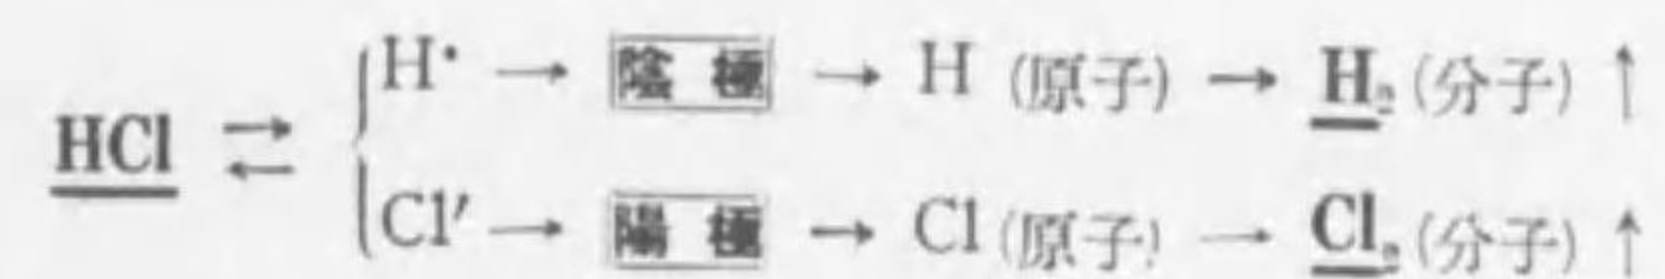 H· → 陰極 → H (原子) → H₂ (分子) ↑
HCl ⇄
Cl′ → 陽極 → Cl (原子) → Cl₂ (分子) ↑